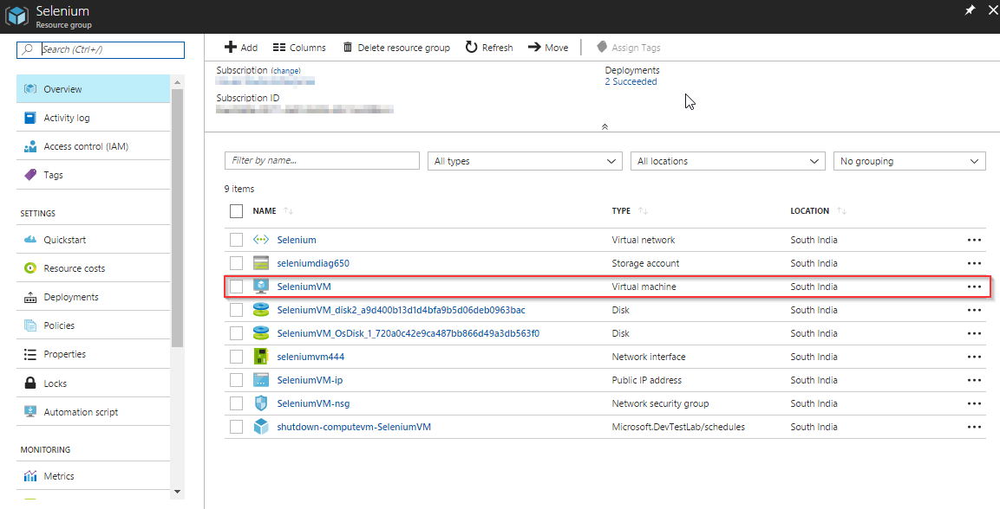 Selenium
Resource group
Search (Ctrl+/)
Overview
Activity log
Access control (IAM)
Tags
SETTINGS
Quickstart
Resource costs
Deployments
Policies
Properties
Locks
Automation script
MONITORING
Metrics
Add Columns Delete resource group Refresh Move Assign Tags
Subscription (change)
Deployments
2 Succeeded
Subscription ID
Filter by name... All types All locations No grouping
9 items
NAME TYPE LOCATION
Selenium Virtual network South India
seleniumdiag650 Storage account South India
SeleniumVM Virtual machine South India
SeleniumVM_disk2_a9d400b13d1d4bfa9b5d06deb0963bac Disk South India
SeleniumVM_OsDisk_1_720a0c42e9ca487bb866d49a3db563f0 Disk South India
seleniumvm444 Network interface South India
SeleniumVM-ip Public IP address South India
SeleniumVM-nsg Network security group South India
shutdown-computevm-SeleniumVM Microsoft.DevTestLab/schedules South India